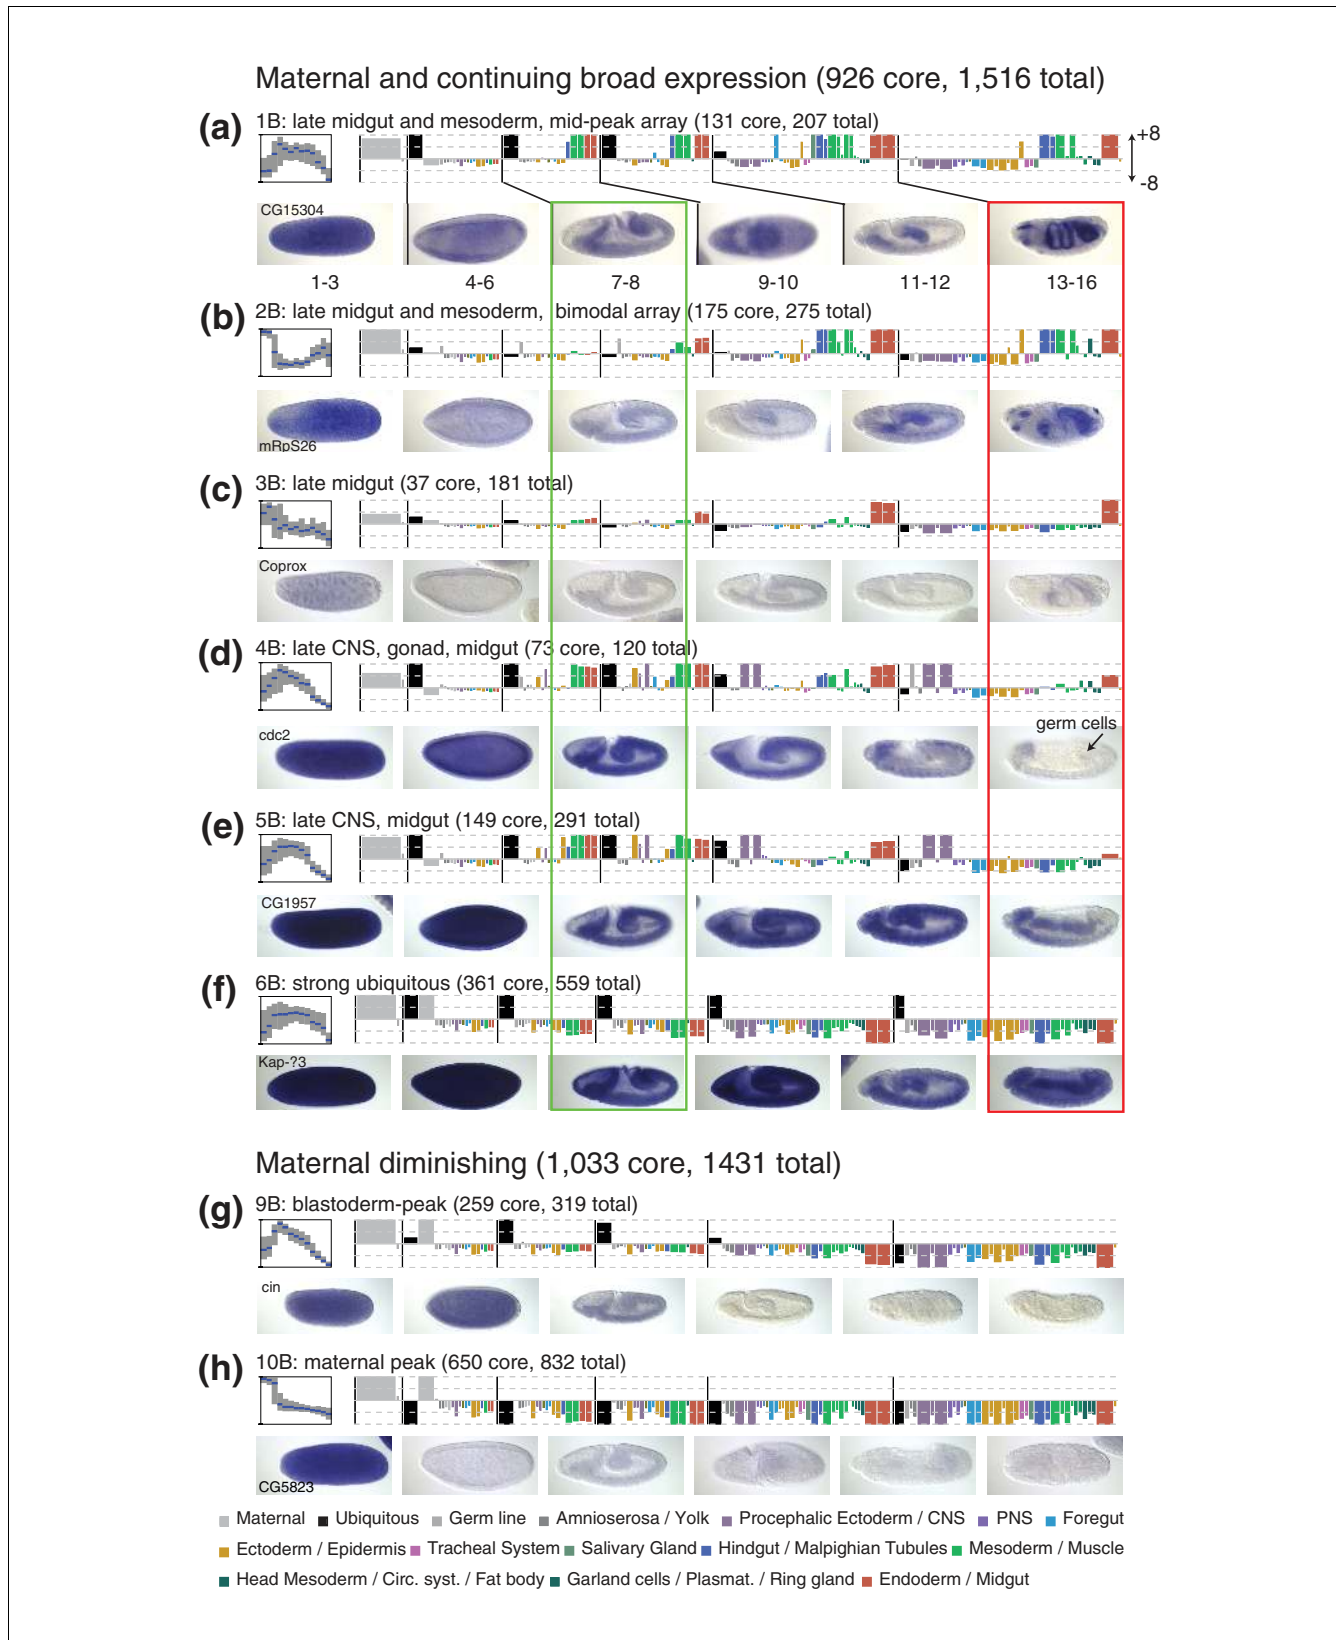 Maternal and continuing broad expression (926 core, 1,516 total)
(a) 1B: late midgut and mesoderm, mid-peak array (131 core, 207 total)
+8
-8
CG15304
1-3 4-6 7-8 9-10 11-12 13-16
(b) 2B: late midgut and mesoderm, bimodal array (175 core, 275 total)
mRpS26
(c) 3B: late midgut (37 core, 181 total)
Coprox
(d) 4B: late CNS, gonad, midgut (73 core, 120 total)
cdc2
germ cells
(e) 5B: late CNS, midgut (149 core, 291 total)
CG1957
(f) 6B: strong ubiquitous (361 core, 559 total)
Kap-?3
Maternal diminishing (1,033 core, 1431 total)
(g) 9B: blastoderm-peak (259 core, 319 total)
cin
(h) 10B: maternal peak (650 core, 832 total)
CG5823
Maternal Ubiquitous Germ line Amnioserosa / Yolk Procephalic Ectoderm / CNS PNS Foregut
Ectoderm / Epidermis Tracheal System Salivary Gland Hindgut / Malpighian Tubules Mesoderm / Muscle
Head Mesoderm / Circ. syst. / Fat body Garland cells / Plasmat. / Ring gland Endoderm / Midgut